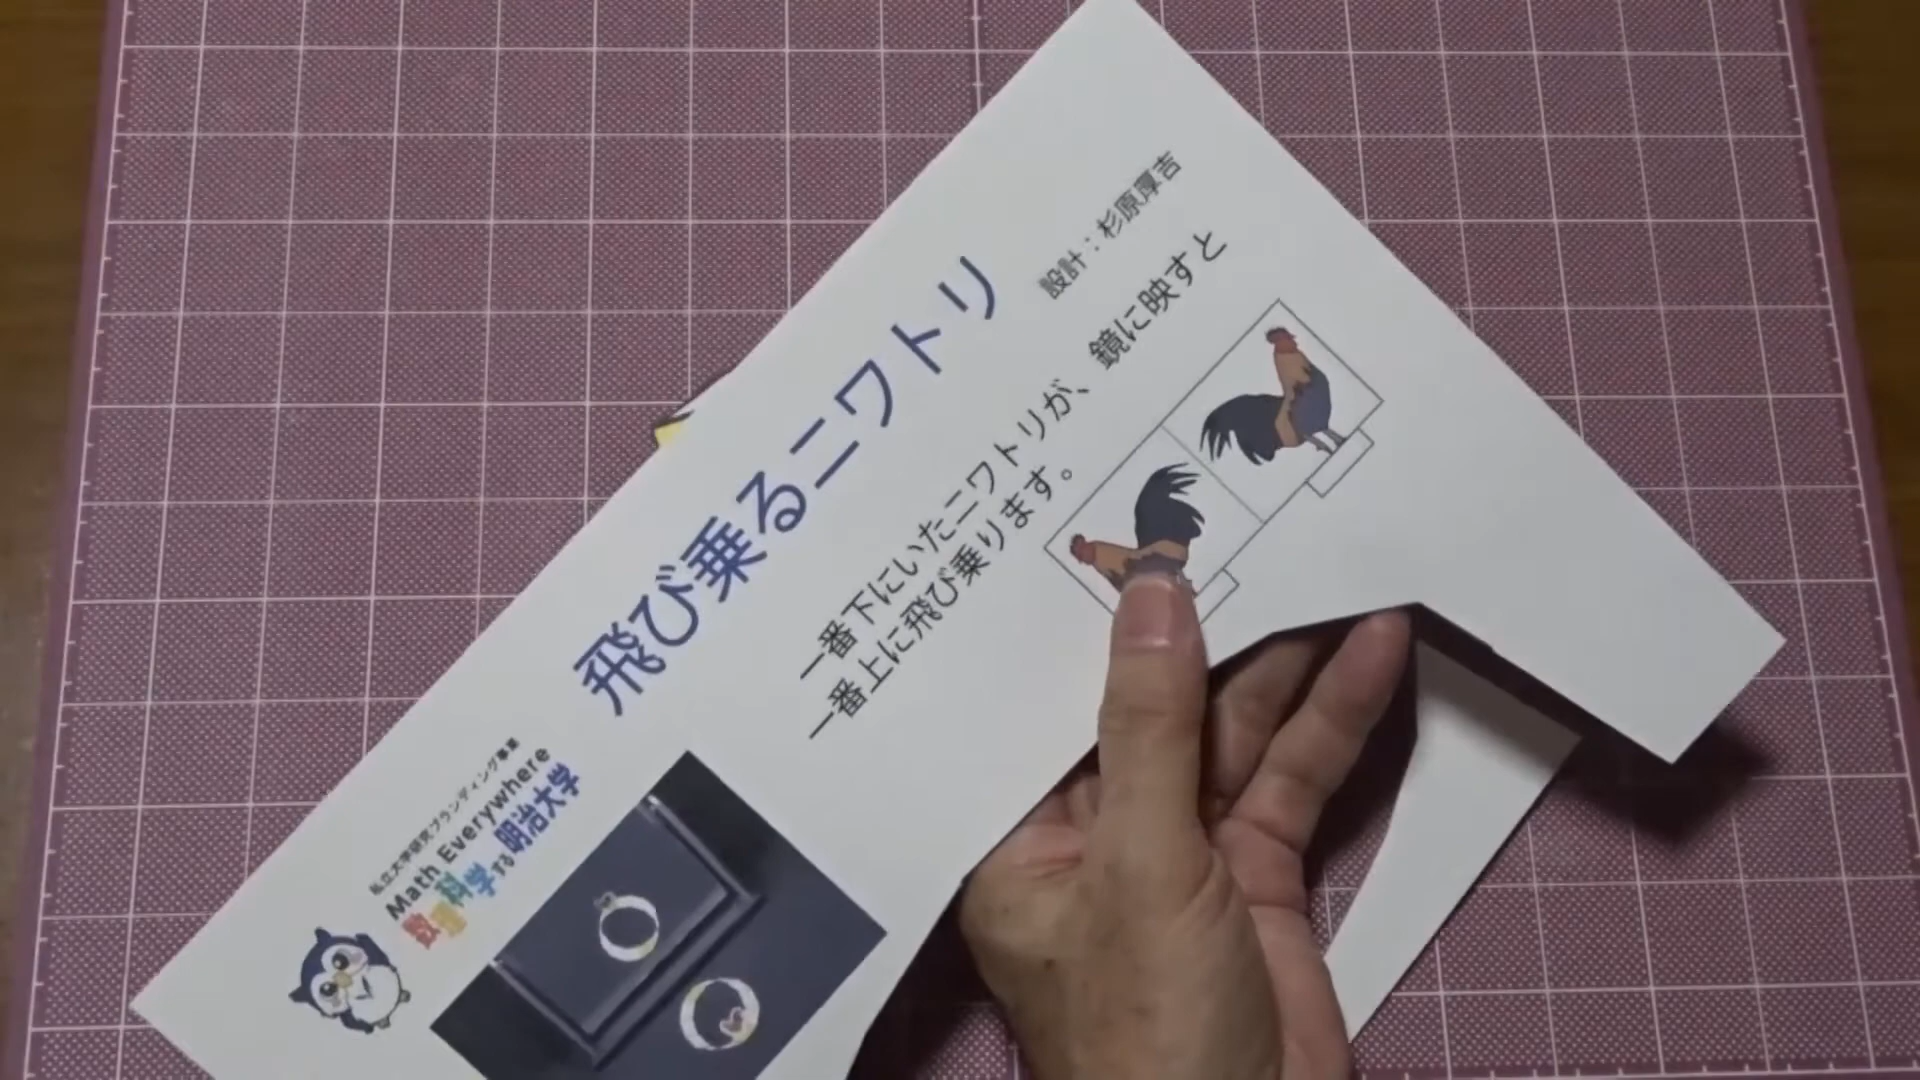 私立大学研究ブランディング事業
Math Everywhere
数理科学する明治大学
飛び乗るニワトリ
設計：杉原厚吉
一番下にいたニワトリが、鏡に映すと
一番上に飛び乗ります。